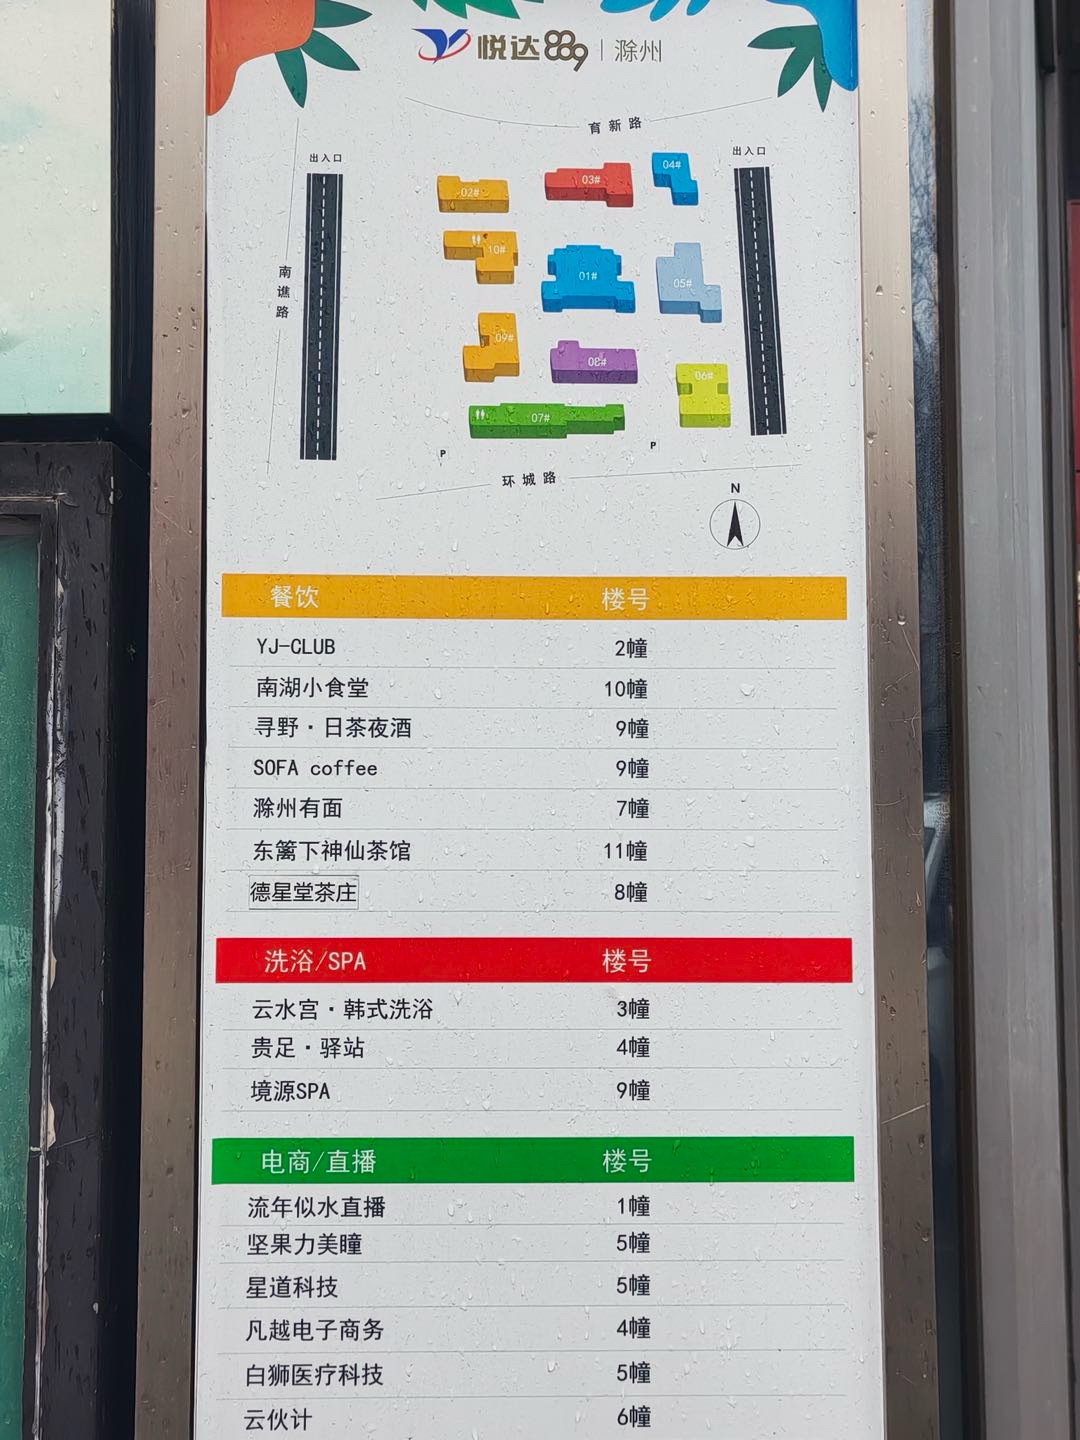 悦达889 | 滁州
育新路
出入口
出入口
04#
03#
02#
10#
01#
05#
南谯路
09#
08#
06#
07#
P
P
环城路
N
餐饮 楼号
YJ-CLUB 2幢
南湖小食堂 10幢
寻野·日茶夜酒 9幢
SOFA coffee 9幢
滁州有面 7幢
东篱下神仙茶馆 11幢
德星堂茶庄 8幢
洗浴/SPA 楼号
云水宫·韩式洗浴 3幢
贵足·驿站 4幢
境源SPA 9幢
电商/直播 楼号
流年似水直播 1幢
坚果力美瞳 5幢
星道科技 5幢
凡越电子商务 4幢
白狮医疗科技 5幢
云伙计 6幢